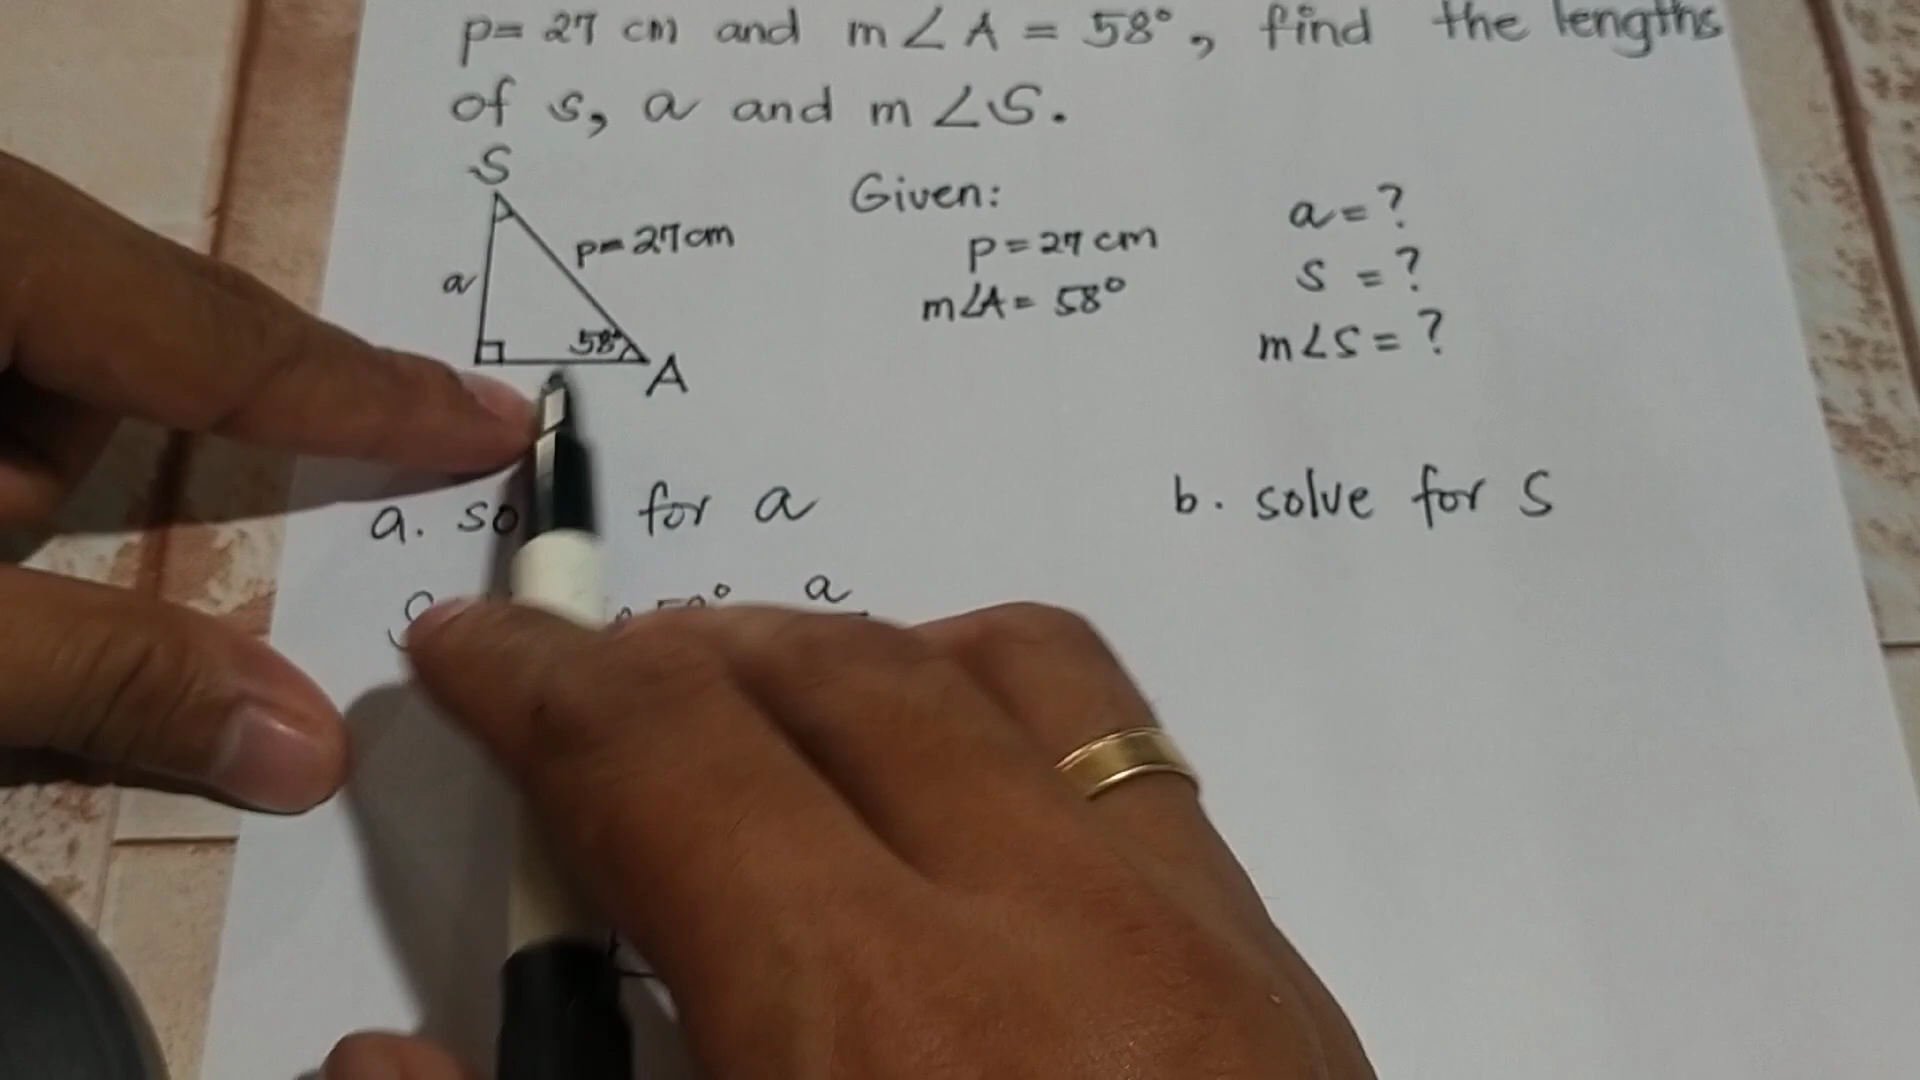 p= 27 cm and m∠A = 58°, find the lengths
of s, a and m∠S.
S
p= 27cm
a
58°
A
Given:
p = 27 cm
m∠A = 58°
a = ?
s = ?
m∠S = ?
a. so for a
b. solve for s
a